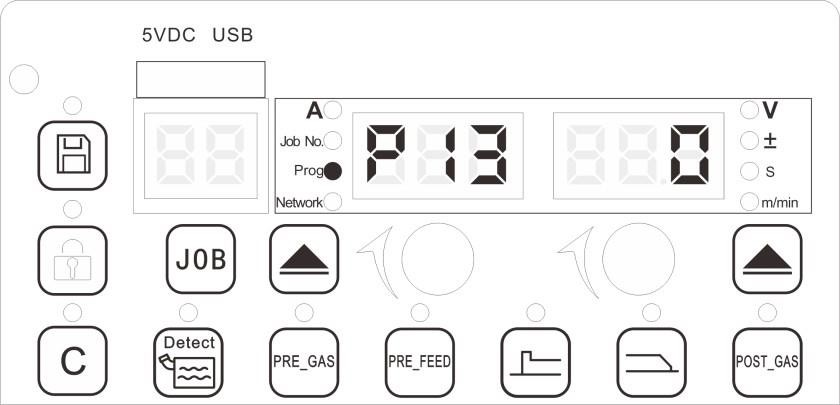 5VDC USB
A
V
Job No.
P13
0
±
Prog
S
Network
m/min
JOB
C
Detect
PRE_GAS
PRE_FEED
POST_GAS